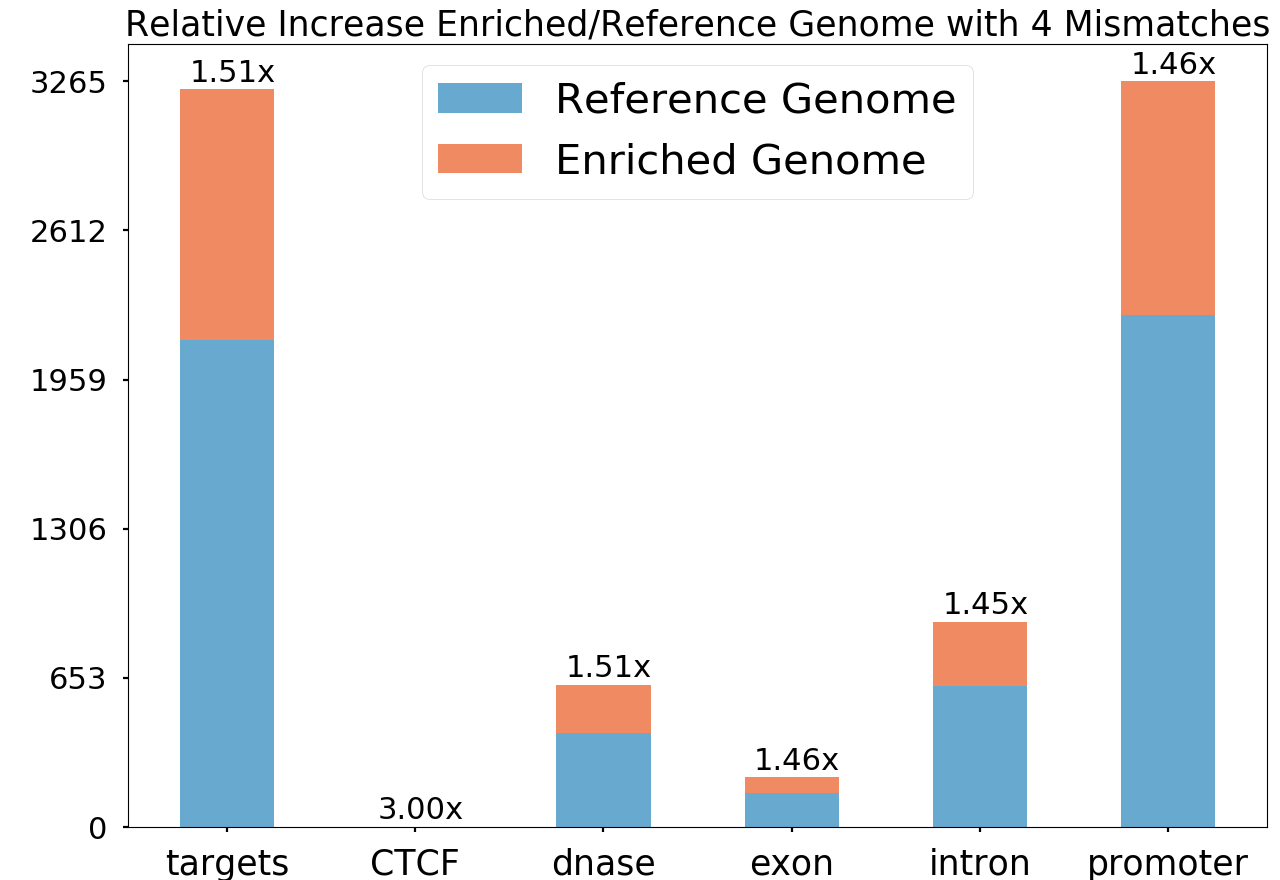 Relative Increase Enriched/Reference Genome with 4 Mismatches
Reference Genome
Enriched Genome
3265
2612
1959
1306
653
0
1.51x
3.00x
1.51x
1.46x
1.45x
1.46x
targets
CTCF
dnase
exon
intron
promoter